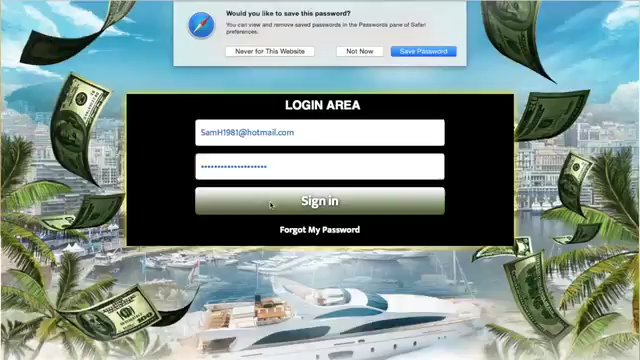 Would you like to save this password?
You can view and remove saved passwords in the Passwords pane of Safari
preferences.
Never for This Website
Not Now
Save Password
LOGIN AREA
SamH1981@hotmail.com
Sign in
Forgot My Password